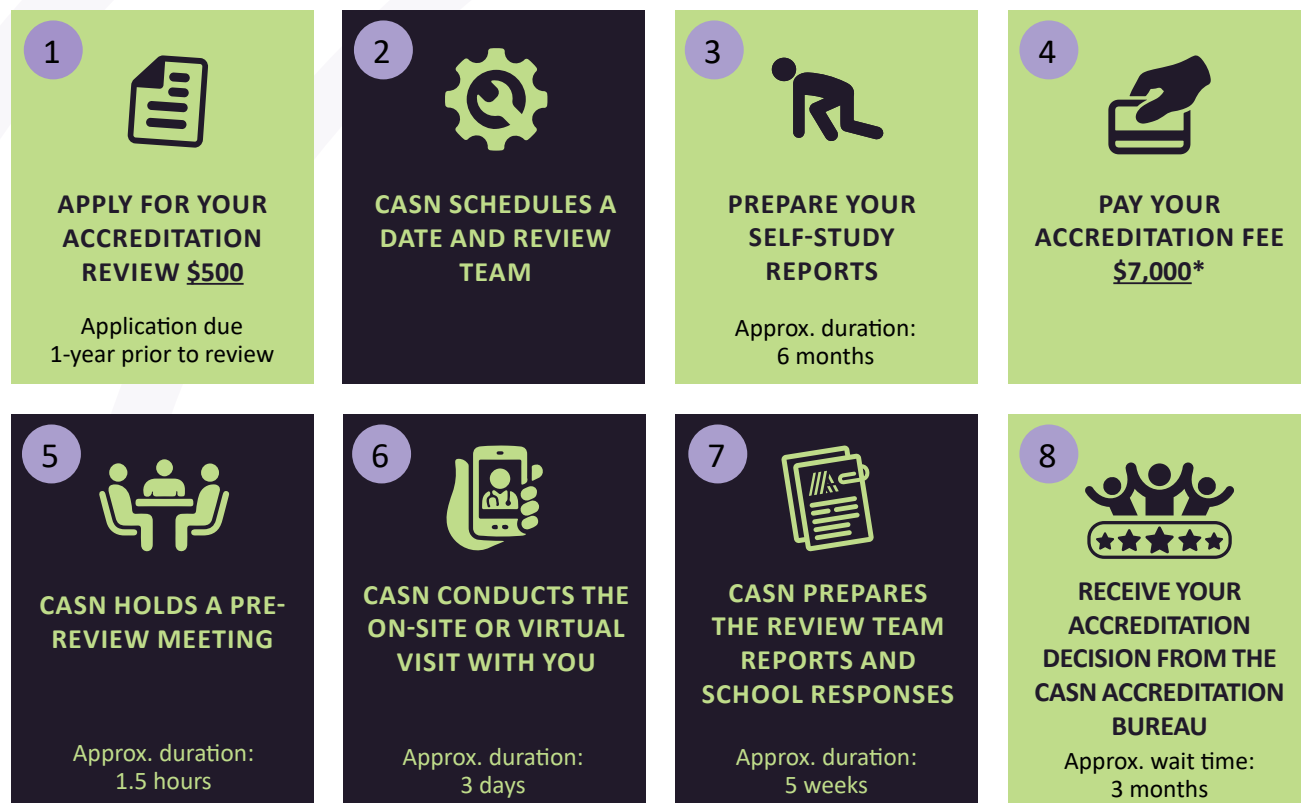 1
APPLY FOR YOUR
ACCREDITATION
REVIEW $500
Application due
1-year prior to review
2
CASN SCHEDULES A
DATE AND REVIEW
TEAM
3
PREPARE YOUR
SELF-STUDY
REPORTS
Approx. duration:
6 months
4
PAY YOUR
ACCREDITATION FEE
$7,000*
5
CASN HOLDS A PRE-
REVIEW MEETING
Approx. duration:
1.5 hours
6
CASN CONDUCTS THE
ON-SITE OR VIRTUAL
VISIT WITH YOU
Approx. duration:
3 days
7
CASN PREPARES
THE REVIEW TEAM
REPORTS AND
SCHOOL RESPONSES
Approx. duration:
5 weeks
8
RECEIVE YOUR
ACCREDITATION
DECISION FROM THE
CASN ACCREDITATION
BUREAU
Approx. wait time:
3 months